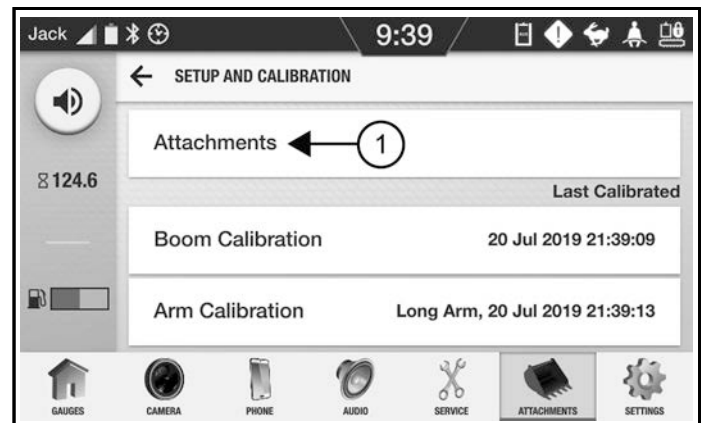 Jack 9:39
SETUP AND CALIBRATION
Attachments 1
124.6
Last Calibrated
Boom Calibration 20 Jul 2019 21:39:09
Arm Calibration Long Arm, 20 Jul 2019 21:39:13
GAUGES CAMERA PHONE AUDIO SERVICE ATTACHMENTS SETTINGS